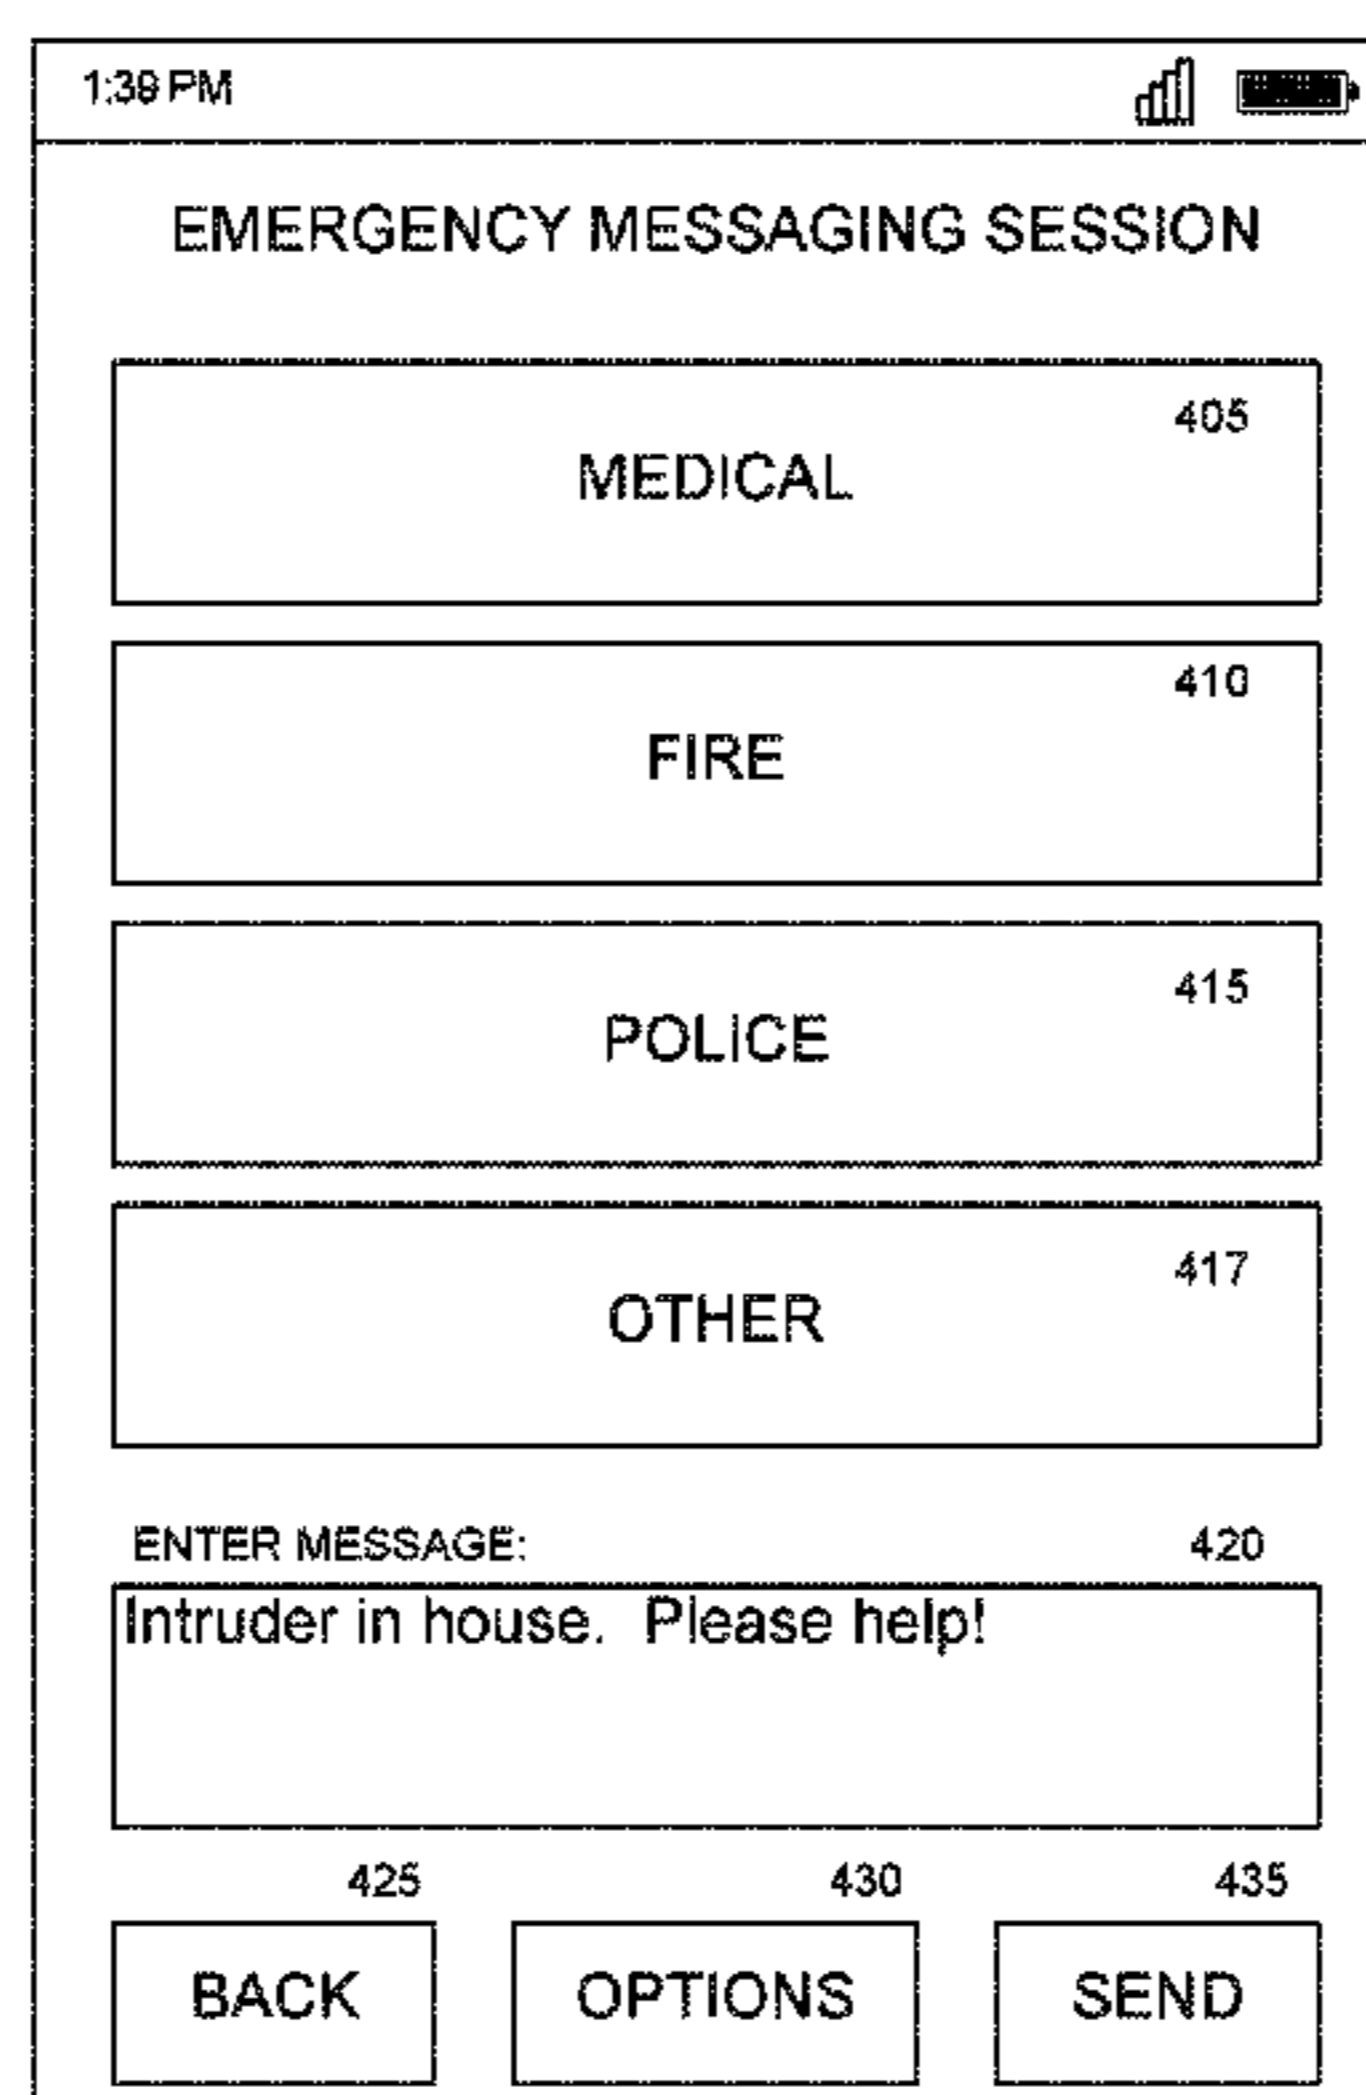 1:39 PM
EMERGENCY MESSAGING SESSION
405
MEDICAL
410
FIRE
415
POLICE
417
OTHER
ENTER MESSAGE: 420
Intruder in house. Please help!
425 430 435
BACK OPTIONS SEND